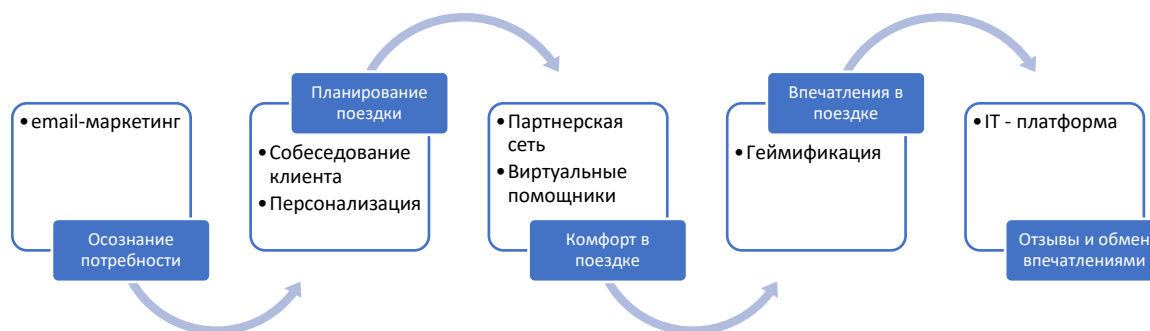 • email-маркетинг
Осознание
потребности
Планирование
поездки
• Собеседование
клиента
• Персонализация
• Партнерская
сеть
• Виртуальные
помощники
Комфорт в
поездке
Впечатления в
поездке
• Геймификация
• IT - платформа
Отзывы и обмен
впечатлениями